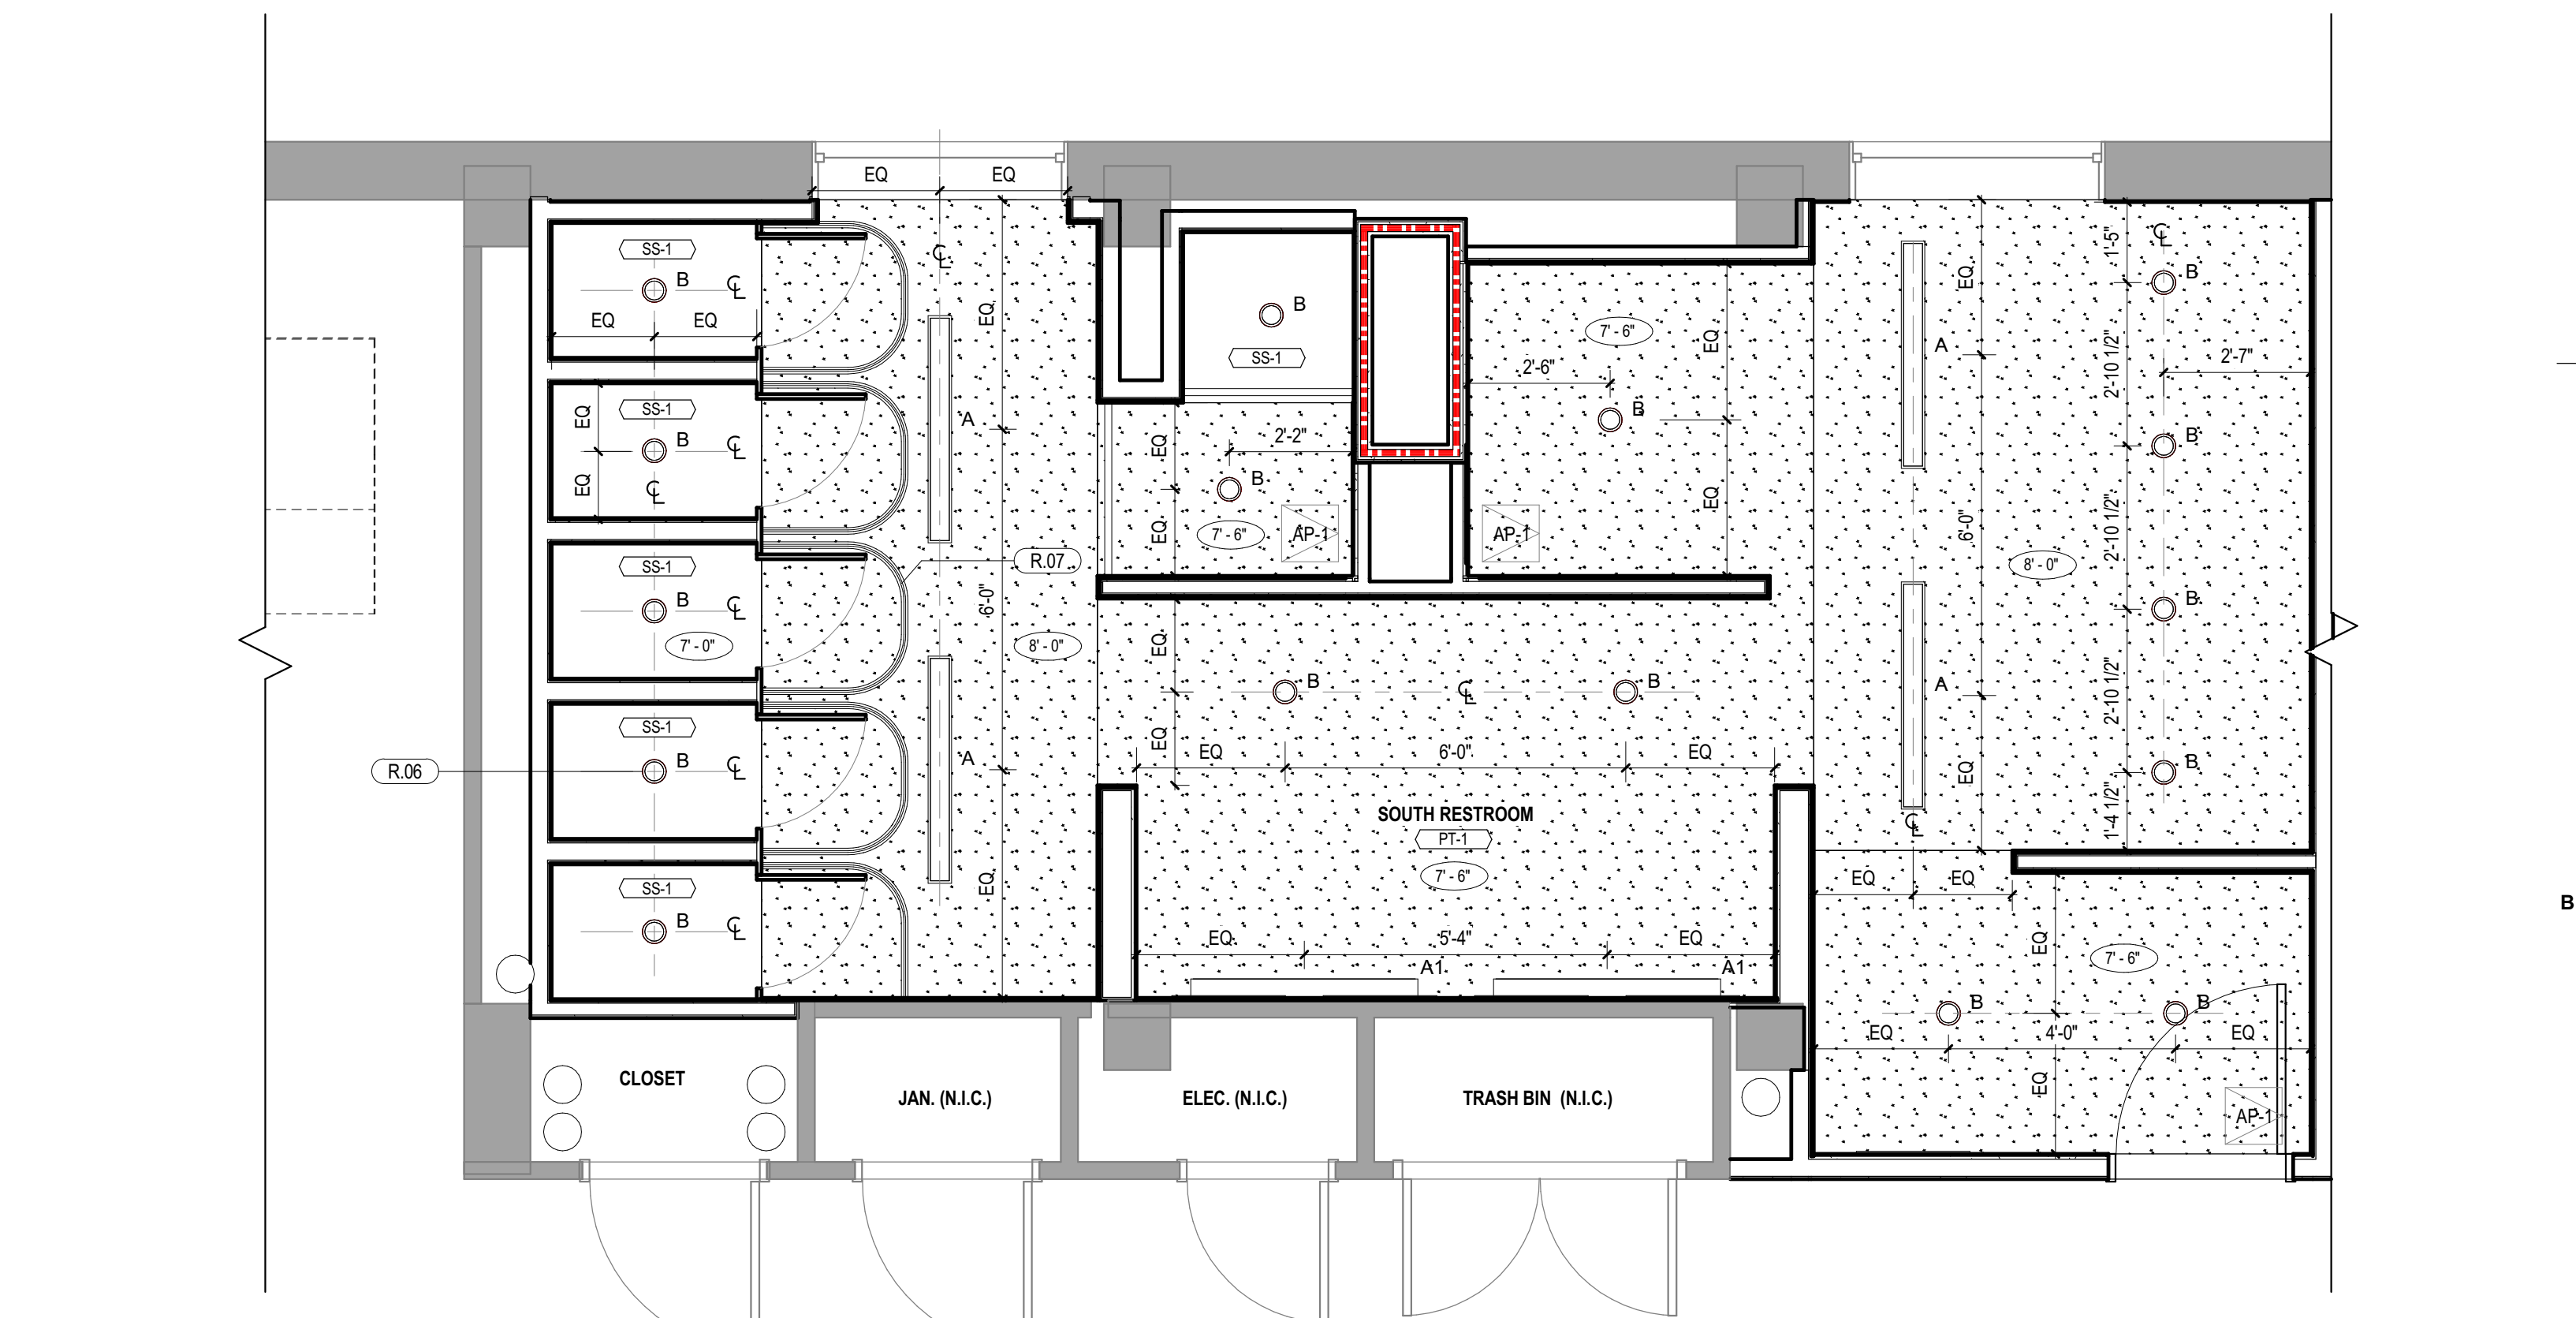 EQ EQ
SS-1
B ℄
EQ EQ
SS-1
B ℄
EQ
EQ
℄
SS-1
B ℄
7' - 0"
SS-1
B ℄
R.06
SS-1
B ℄
℄
EQ
A
R.07
6'-0"
8' - 0"
A
EQ
B
SS-1
EQ
2'-2"
B
EQ
7' - 6"
AP-1
7' - 6"
EQ
2'-6"
B
EQ
AP-1
EQ
B ℄ B
EQ
EQ 6'-0" EQ
SOUTH RESTROOM
PT-1
7' - 6"
EQ 5'-4" EQ
A1 A1
EQ
A
6'-0"
8' - 0"
A
EQ
℄
1'-5"
℄
B
2'-10 1/2"
2'-7"
B
2'-10 1/2"
B
2'-10 1/2"
B
1'-4 1/2"
EQ EQ
EQ
7' - 6"
B B
EQ 4'-0" EQ
EQ
AP-1
CLOSET
JAN. (N.I.C.)
ELEC. (N.I.C.)
TRASH BIN (N.I.C.)
B